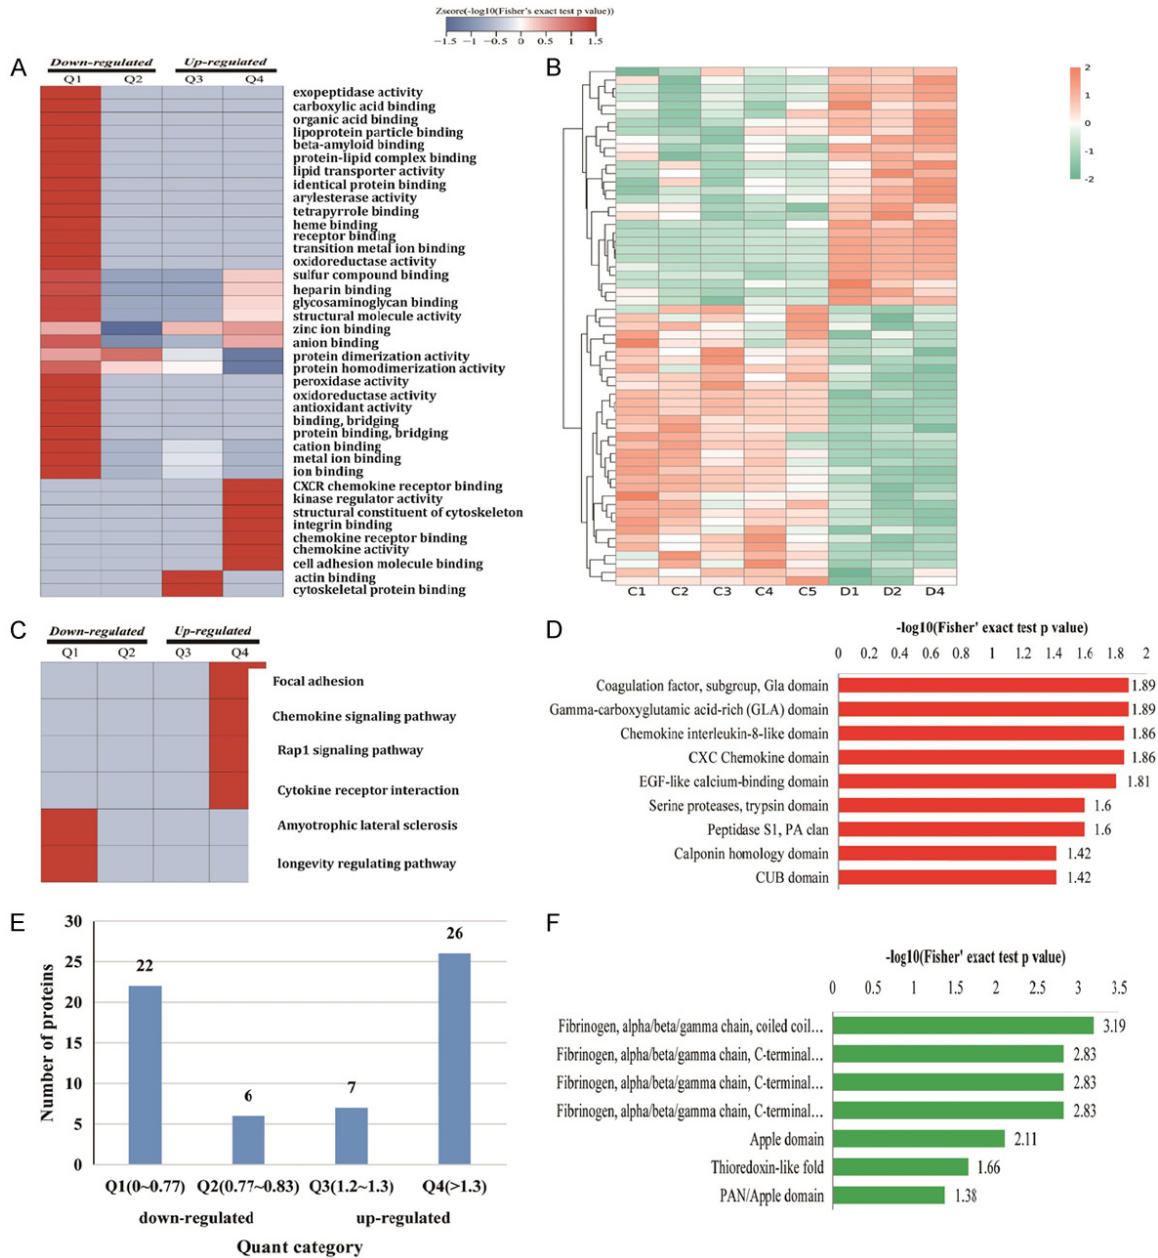 Zscore(-log10(Fisher's exact test p value))
−1.5 −1 −0.5 0 0.5 1 1.5
A
Down-regulated Up-regulated
Q1 Q2 Q3 Q4
exopeptidase activity
carboxylic acid binding
organic acid binding
lipoprotein particle binding
beta-amyloid binding
protein-lipid complex binding
lipid transporter activity
identical protein binding
arylesterase activity
tetrapyrrole binding
heme binding
receptor binding
transition metal ion binding
oxidoreductase activity
sulfur compound binding
heparin binding
glycosaminoglycan binding
structural molecule activity
zinc ion binding
anion binding
protein dimerization activity
protein homodimerization activity
peroxidase activity
oxidoreductase activity
antioxidant activity
binding, bridging
protein binding, bridging
cation binding
metal ion binding
ion binding
CXCR chemokine receptor binding
kinase regulator activity
structural constituent of cytoskeleton
integrin binding
chemokine receptor binding
chemokine activity
cell adhesion molecule binding
actin binding
cytoskeletal protein binding
B
2
1
0
-1
-2
C1 C2 C3 C4 C5 D1 D2 D4
C
Down-regulated Up-regulated
Q1 Q2 Q3 Q4
Focal adhesion
Chemokine signaling pathway
Rap1 signaling pathway
Cytokine receptor interaction
Amyotrophic lateral sclerosis
longevity regulating pathway
D
-log10(Fisher' exact test p value)
0 0.2 0.4 0.6 0.8 1 1.2 1.4 1.6 1.8 2
Coagulation factor, subgroup, Gla domain 1.89
Gamma-carboxyglutamic acid-rich (GLA) domain 1.89
Chemokine interleukin-8-like domain 1.86
CXC Chemokine domain 1.86
EGF-like calcium-binding domain 1.81
Serine proteases, trypsin domain 1.6
Peptidase S1, PA clan 1.6
Calponin homology domain 1.42
CUB domain 1.42
E
Number of proteins
30
25
20
15
10
5
0
22
6
7
26
Q1(0~0.77) Q2(0.77~0.83) Q3(1.2~1.3) Q4(>1.3)
down-regulated up-regulated
Quant category
F
-log10(Fisher' exact test p value)
0 0.5 1 1.5 2 2.5 3 3.5
Fibrinogen, alpha/beta/gamma chain, coiled coil... 3.19
Fibrinogen, alpha/beta/gamma chain, C-terminal... 2.83
Fibrinogen, alpha/beta/gamma chain, C-terminal... 2.83
Fibrinogen, alpha/beta/gamma chain, C-terminal... 2.83
Apple domain 2.11
Thioredoxin-like fold 1.66
PAN/Apple domain 1.38